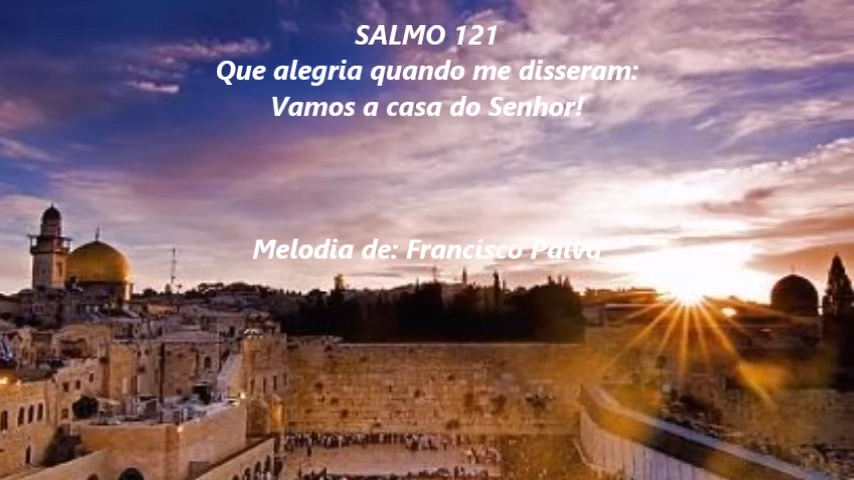 SALMO 121
Que alegria quando me disseram:
Vamos a casa do Senhor!
Melodia de: Francisco Paiva